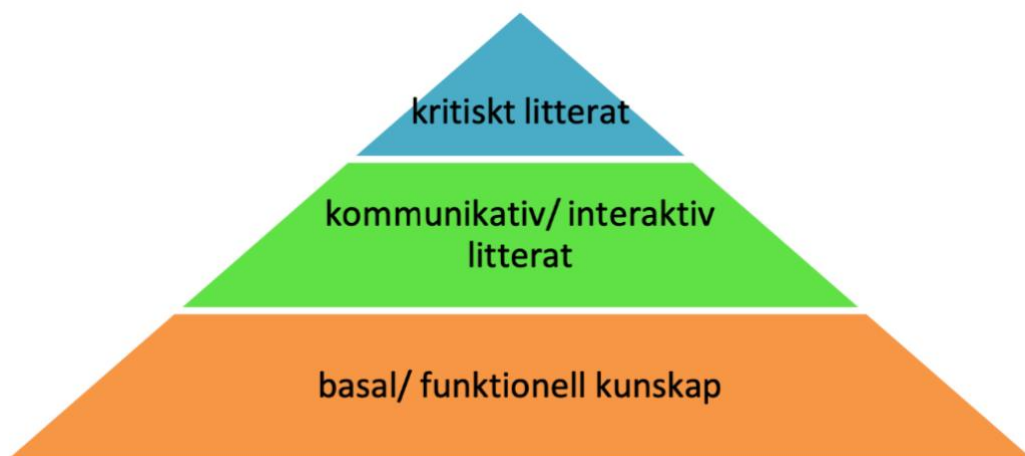 kritiskt litterat
kommunikativ/ interaktiv
litterat
basal/ funktionell kunskap